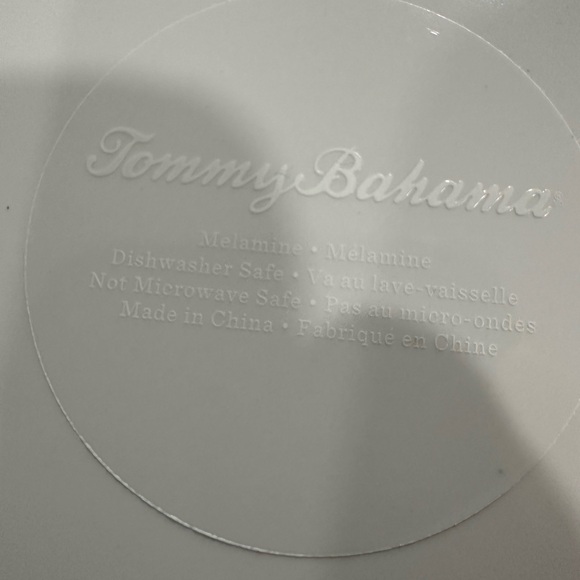 Tommy Bahama®
Melamine • Mélamine
Dishwasher Safe • Va au lave-vaisselle
Not Microwave Safe • Pas au micro-ondes
Made in China • Fabriqué en Chine